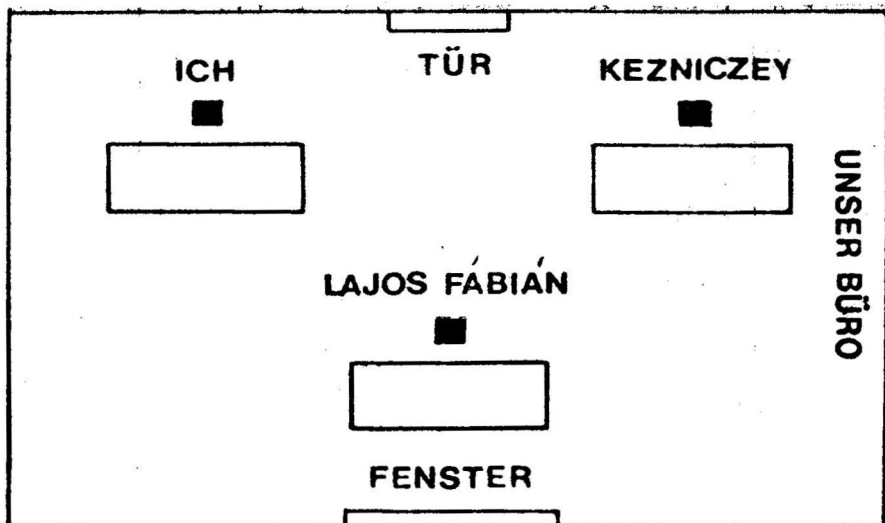 ICH
TÜR
KEZNICZEY
UNSER BÜRO
LAJOS FÁBIÁN
FENSTER